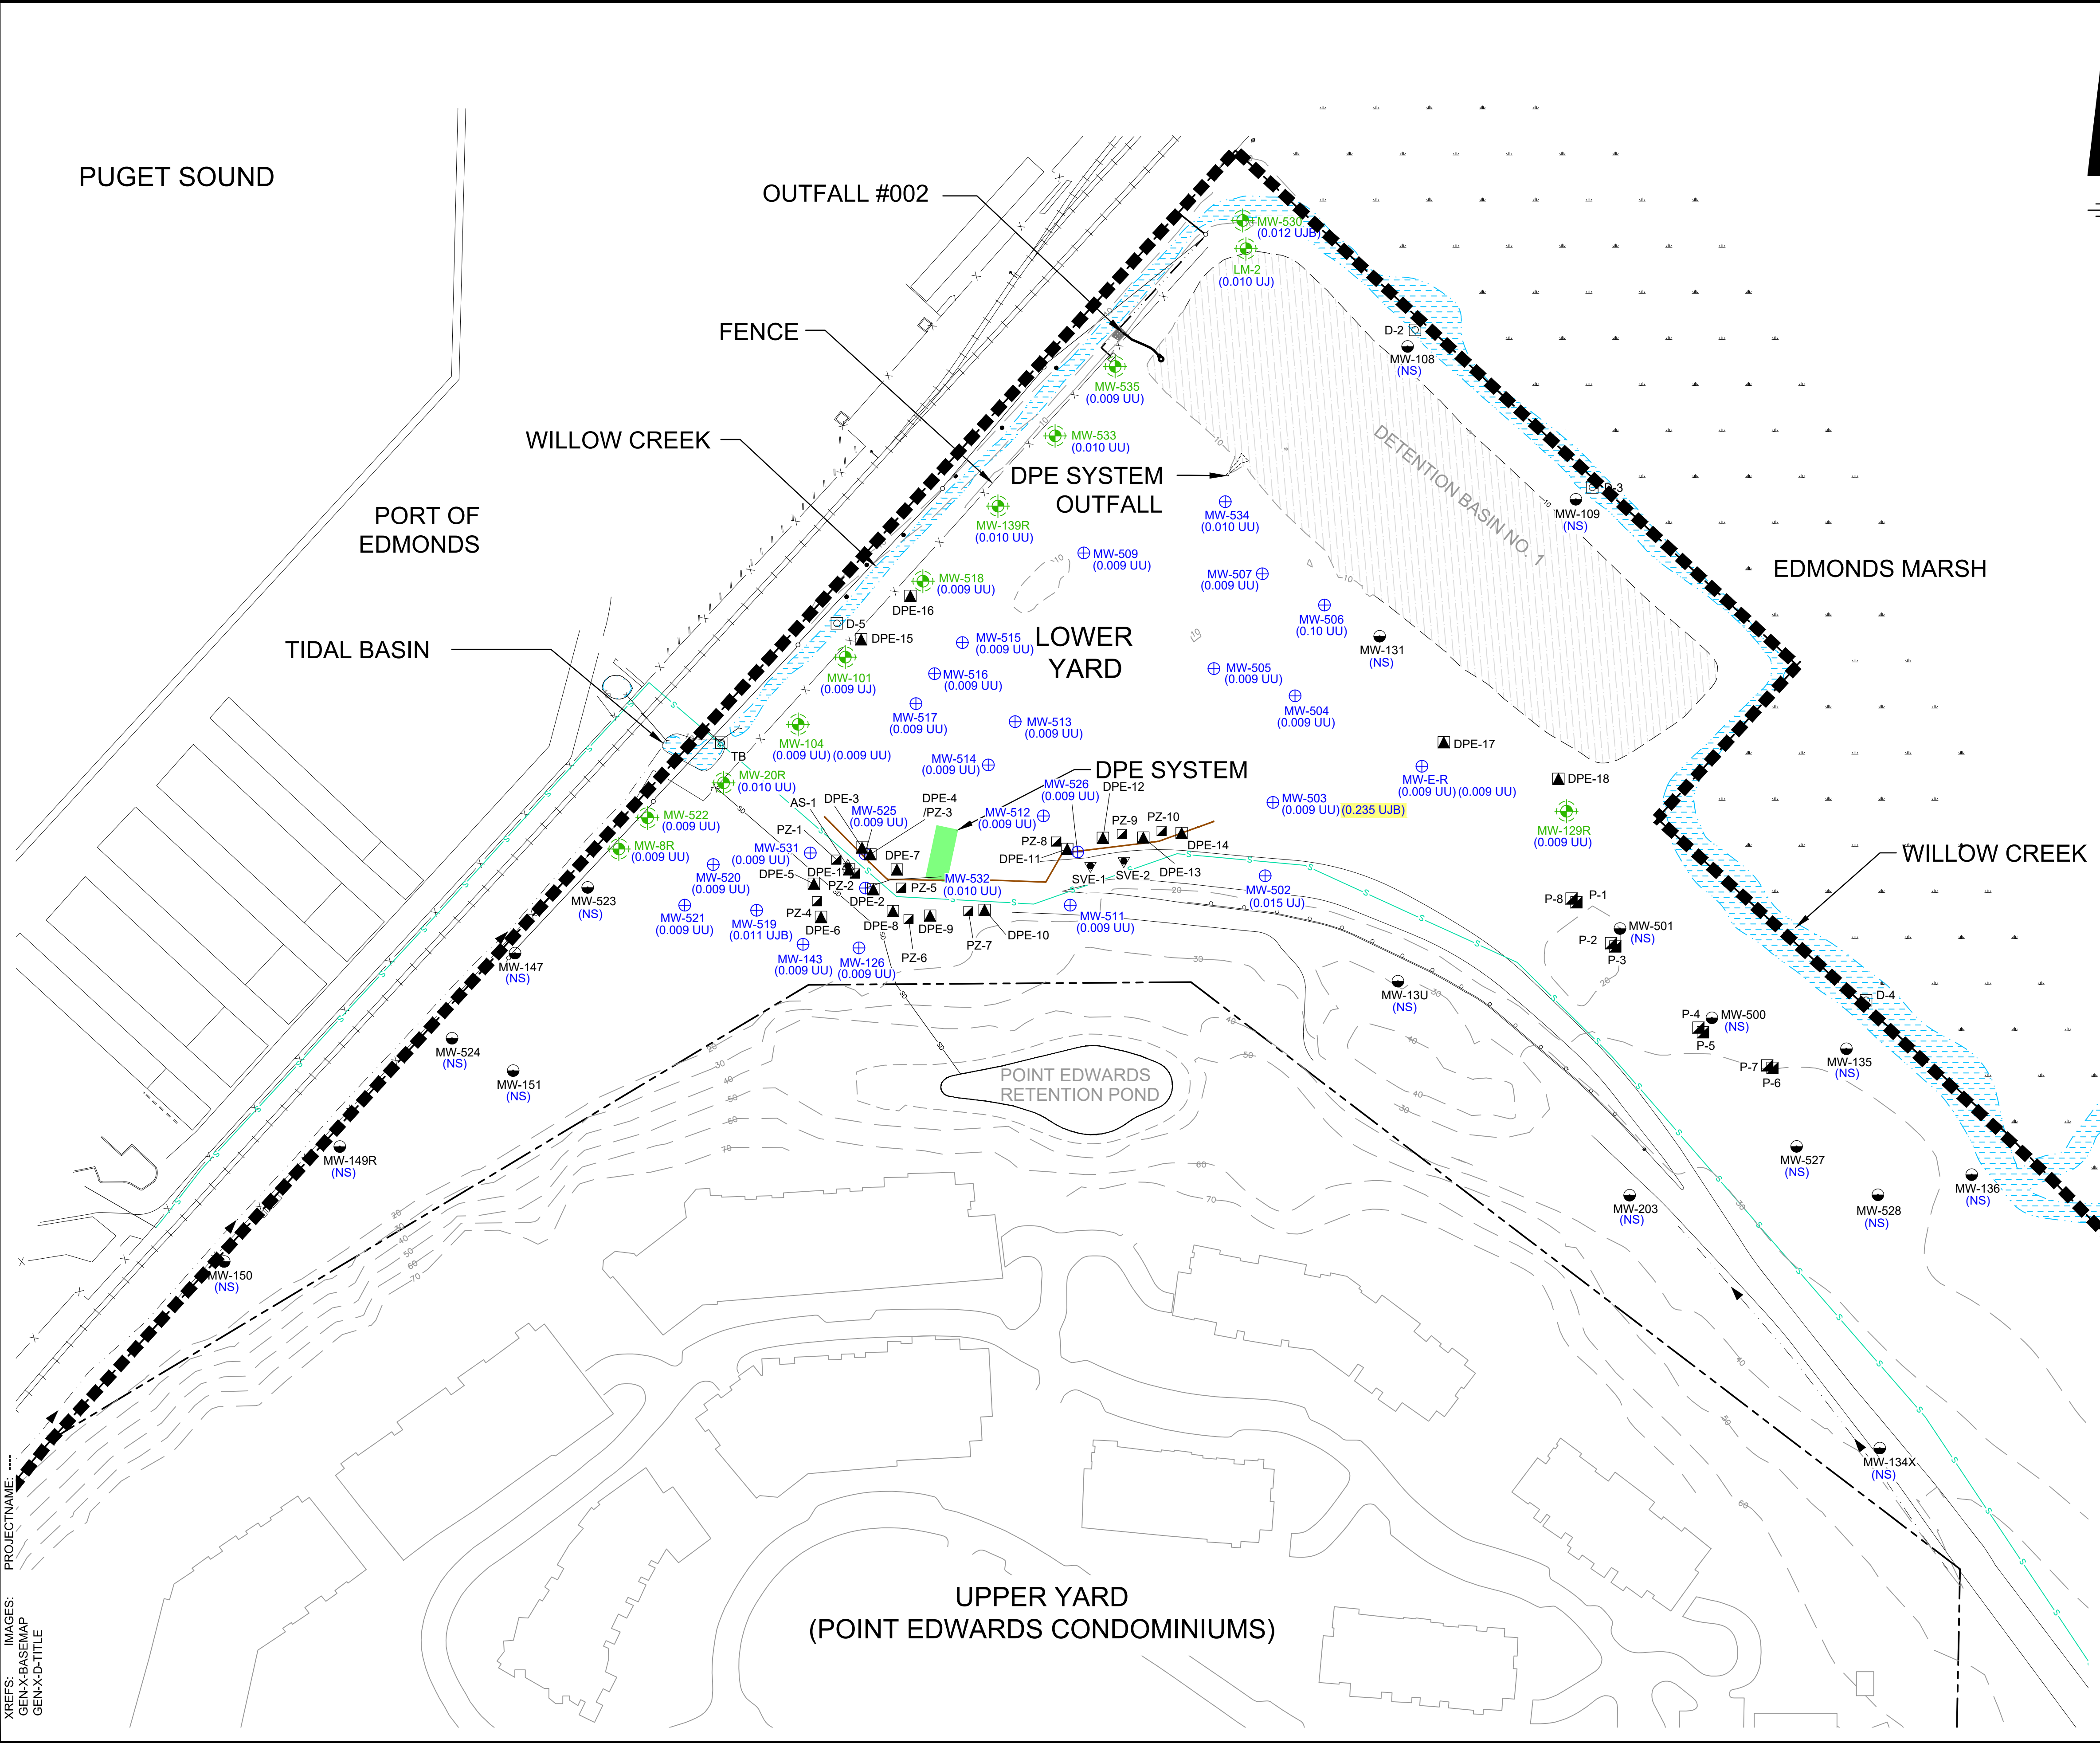 PUGET SOUND
OUTFALL #002
MW-530
(0.012 UJB)
LM-2
(0.010 UJ)
FENCE
D-2
MW-108
(NS)
MW-535
(0.009 UU)
WILLOW CREEK
MW-533
(0.010 UU)
DETENTION BASIN NO. 1
DPE SYSTEM
OUTFALL
D-3
MW-109
(NS)
PORT OF
EDMONDS
MW-139R
(0.010 UU)
MW-534
(0.010 UU)
MW-509
(0.009 UU)
MW-507
(0.009 UU)
EDMONDS MARSH
MW-518
(0.009 UU)
DPE-16
MW-506
(0.10 UU)
D-5
DPE-15
MW-515
(0.009 UU)
LOWER
YARD
MW-131
(NS)
TIDAL BASIN
MW-101
(0.009 UJ)
MW-516
(0.009 UU)
MW-505
(0.009 UU)
MW-517
(0.009 UU)
MW-513
(0.009 UU)
MW-504
(0.009 UU)
MW-104
(0.009 UU) (0.009 UU)
TB
MW-514
(0.009 UU)
DPE SYSTEM
DPE-17
MW-20R
(0.010 UU)
MW-526
(0.009 UU)
DPE-12
MW-E-R
(0.009 UU) (0.009 UU)
DPE-18
AS-1
DPE-3
DPE-4
/PZ-3
MW-525
(0.009 UU)
MW-512
(0.009 UU)
MW-503
(0.009 UU) (0.235 UJB)
MW-522
(0.009 UU)
PZ-1
PZ-9
PZ-10
MW-129R
(0.009 UU)
MW-8R
(0.009 UU)
MW-531
(0.009 UU)
DPE-7
PZ-8
DPE-11
DPE-14
WILLOW CREEK
MW-520
(0.009 UU)
DPE-5
DPE-1
PZ-2
PZ-5
MW-532
(0.010 UU)
SVE-1
SVE-2
DPE-13
MW-502
(0.015 UJ)
MW-523
(NS)
MW-521
(0.009 UU)
MW-519
(0.011 UJB)
PZ-4
DPE-6
DPE-2
DPE-8
DPE-9
PZ-6
PZ-7
DPE-10
MW-511
(0.009 UU)
P-8
P-1
MW-501
(NS)
P-2
P-3
MW-143
(0.009 UU)
MW-126
(0.009 UU)
MW-147
(NS)
MW-13U
(NS)
D-4
MW-524
(NS)
P-4
MW-500
(NS)
P-5
MW-135
(NS)
P-7
P-6
MW-151
(NS)
POINT EDWARDS
RETENTION POND
MW-149R
(NS)
MW-527
(NS)
MW-136
(NS)
MW-203
(NS)
MW-528
(NS)
MW-150
(NS)
MW-134X
(NS)
UPPER YARD
(POINT EDWARDS CONDOMINIUMS)
XREFS: IMAGES: PROJECTNAME: ----
GEN-X-BASEMAP
GEN-X-D-TITLE